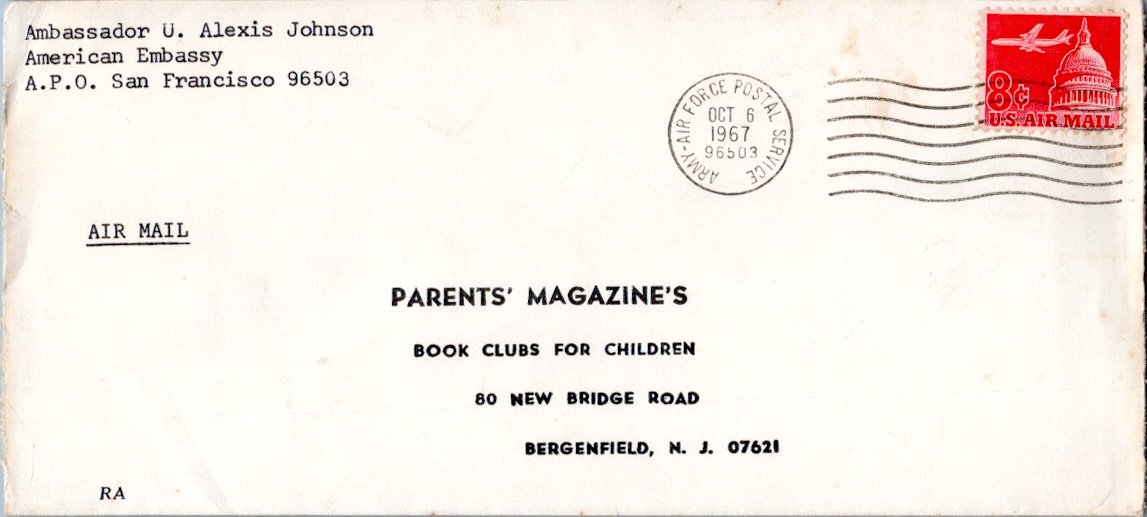 Ambassador U. Alexis Johnson
American Embassy
A.P.O. San Francisco 96503
8¢
U.S. AIR MAIL
ARMY-AIR FORCE POSTAL SERVICE
OCT 6
1967
96503
AIR MAIL
PARENTS' MAGAZINE'S
BOOK CLUBS FOR CHILDREN
80 NEW BRIDGE ROAD
BERGENFIELD, N. J. 07621
RA